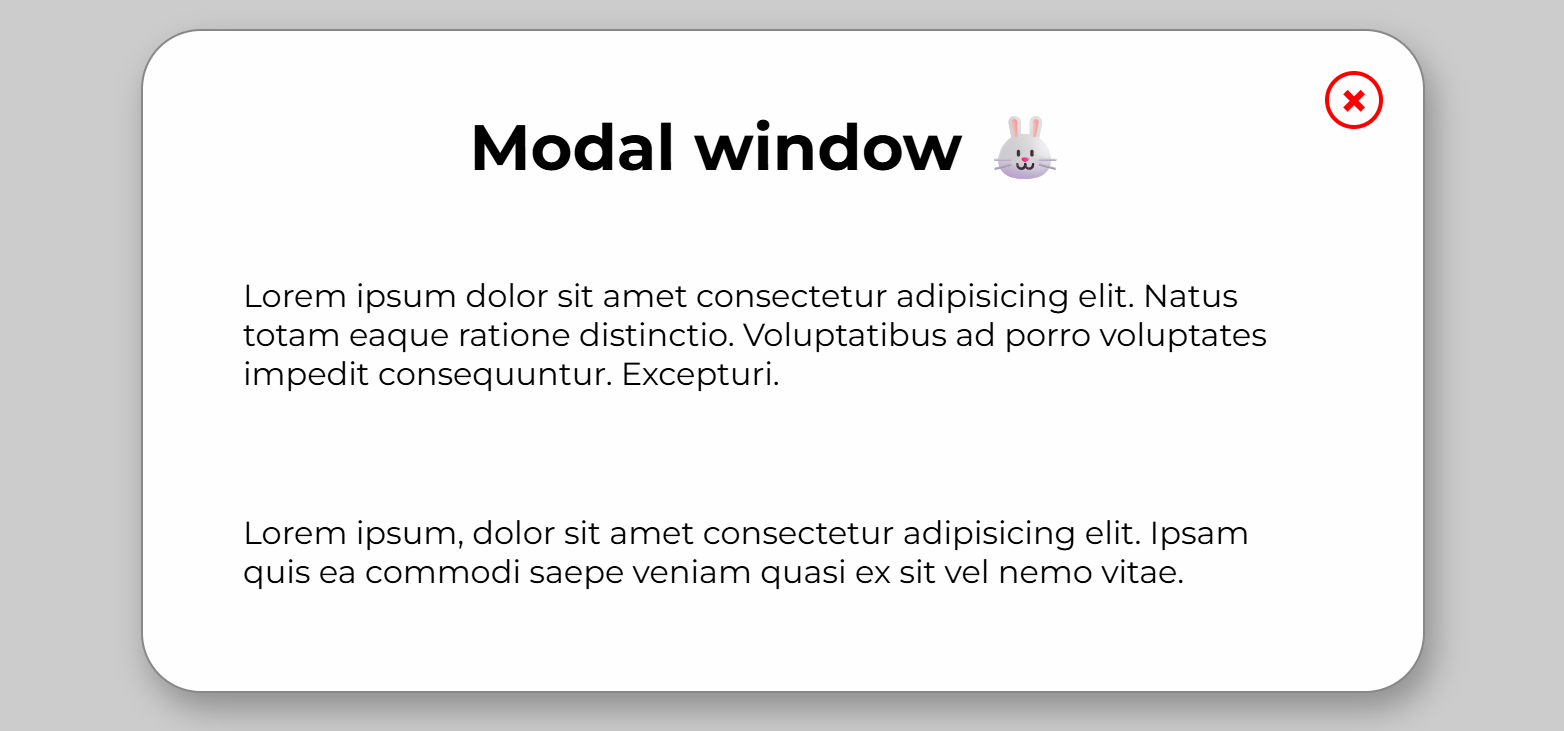 Modal window 🐰
Lorem ipsum dolor sit amet consectetur adipisicing elit. Natus
totam eaque ratione distinctio. Voluptatibus ad porro voluptates
impedit consequuntur. Excepturi.
Lorem ipsum, dolor sit amet consectetur adipisicing elit. Ipsam
quis ea commodi saepe veniam quasi ex sit vel nemo vitae.